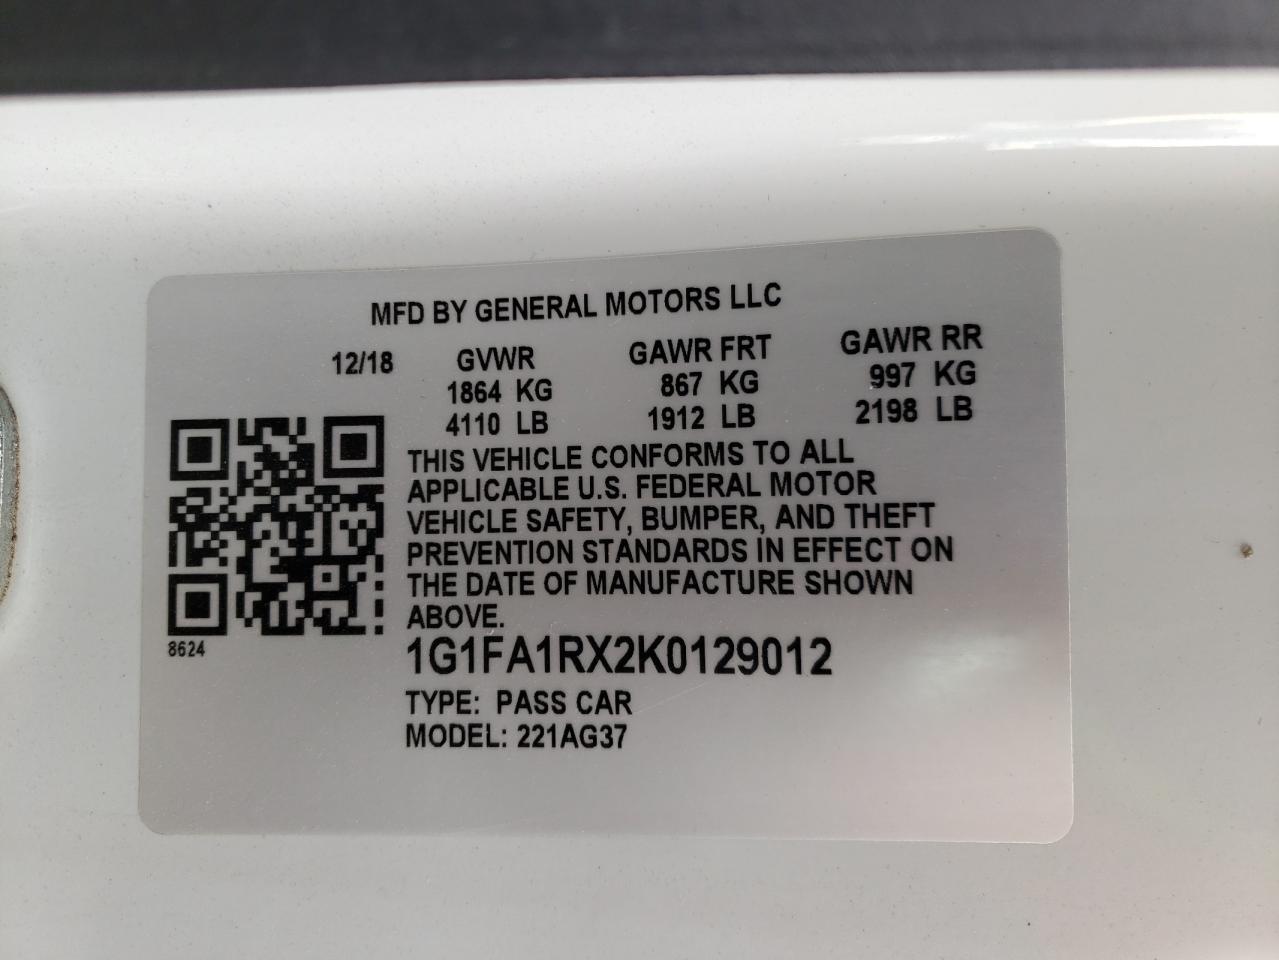 MFD BY GENERAL MOTORS LLC
12/18 GVWR GAWR FRT GAWR RR
1864 KG 867 KG 997 KG
4110 LB 1912 LB 2198 LB
THIS VEHICLE CONFORMS TO ALL
APPLICABLE U.S. FEDERAL MOTOR
VEHICLE SAFETY, BUMPER, AND THEFT
PREVENTION STANDARDS IN EFFECT ON
THE DATE OF MANUFACTURE SHOWN
ABOVE.
8624
1G1FA1RX2K0129012
TYPE: PASS CAR
MODEL: 221AG37